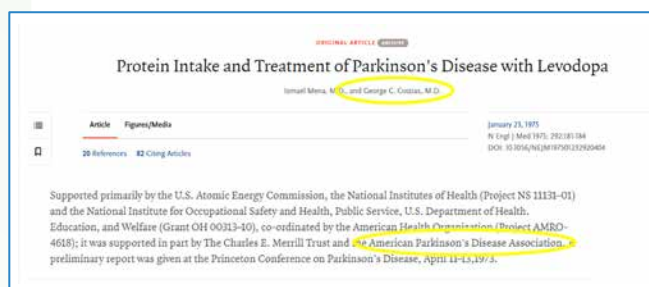 ORIGINAL ARTICLE ARCHIVE
Protein Intake and Treatment of Parkinson's Disease with Levodopa
Ismael Mena, M.D., and George C. Cotzias, M.D.
Article Figures/Media
January 23, 1975
N Engl J Med 1975; 292:181-184
DOI: 10.1056/NEJM197501232920404
20 References 82 Citing Articles
Supported primarily by the U.S. Atomic Energy Commission, the National Institutes of Health (Project NS 11131-01)
and the National Institute for Occupational Safety and Health, Public Service, U.S. Department of Health.
Education, and Welfare (Grant OH 00313-10), co-ordinated by the American Health Organization (Project AMRO-
4618); it was supported in part by The Charles E. Merrill Trust and the American Parkinson's Disease Association.
preliminary report was given at the Princeton Conference on Parkinson's Disease, April 11-13,1973.